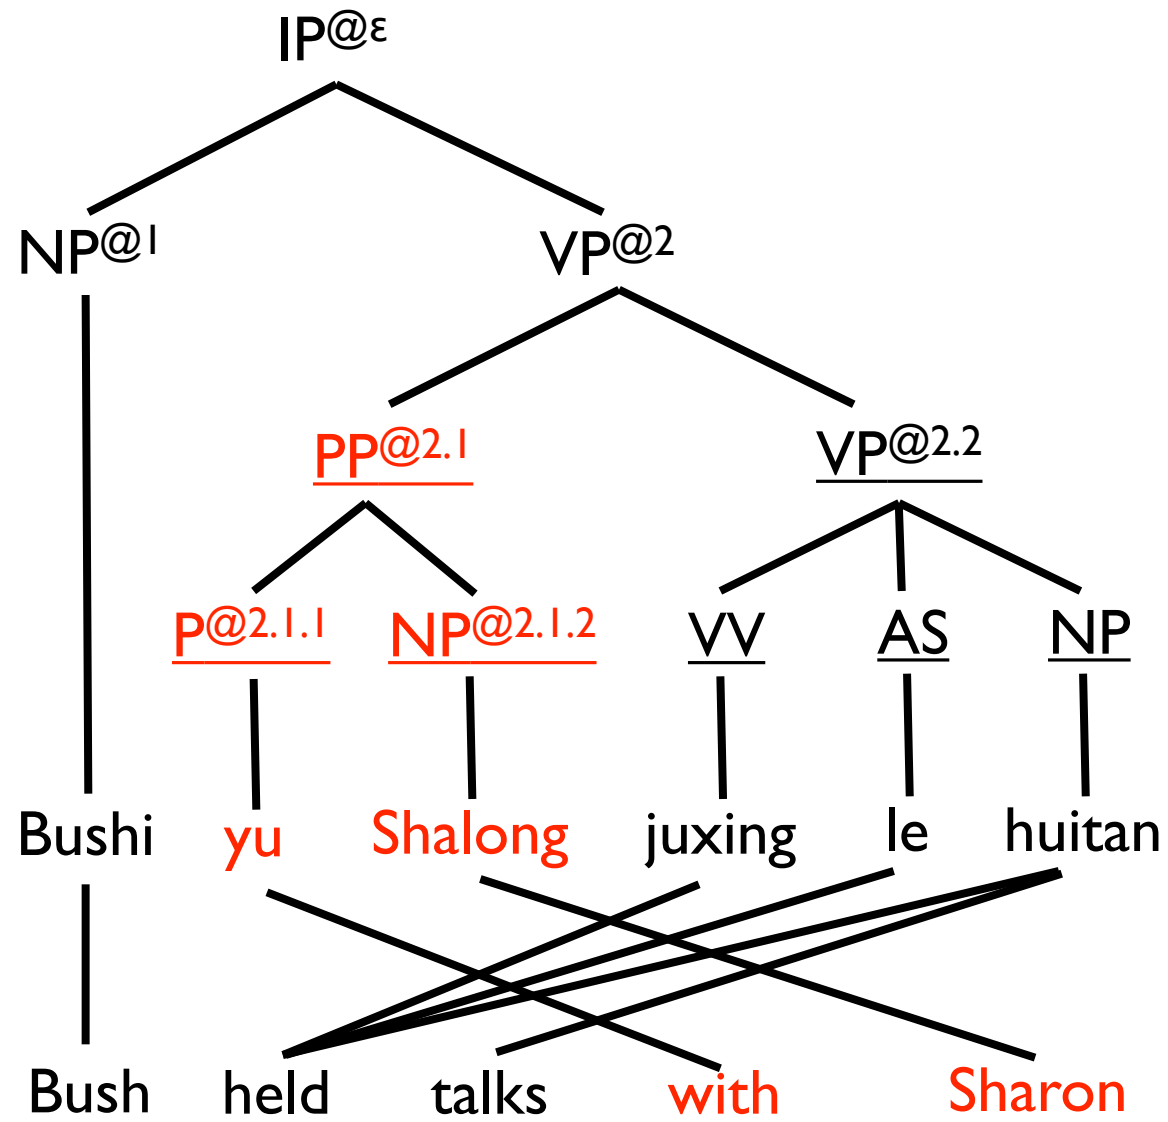 IP@ε
NP@1 VP@2
PP@2.1 VP@2.2
P@2.1.1 NP@2.1.2 VV AS NP
Bushi yu Shalong juxing le huitan
Bush held talks with Sharon